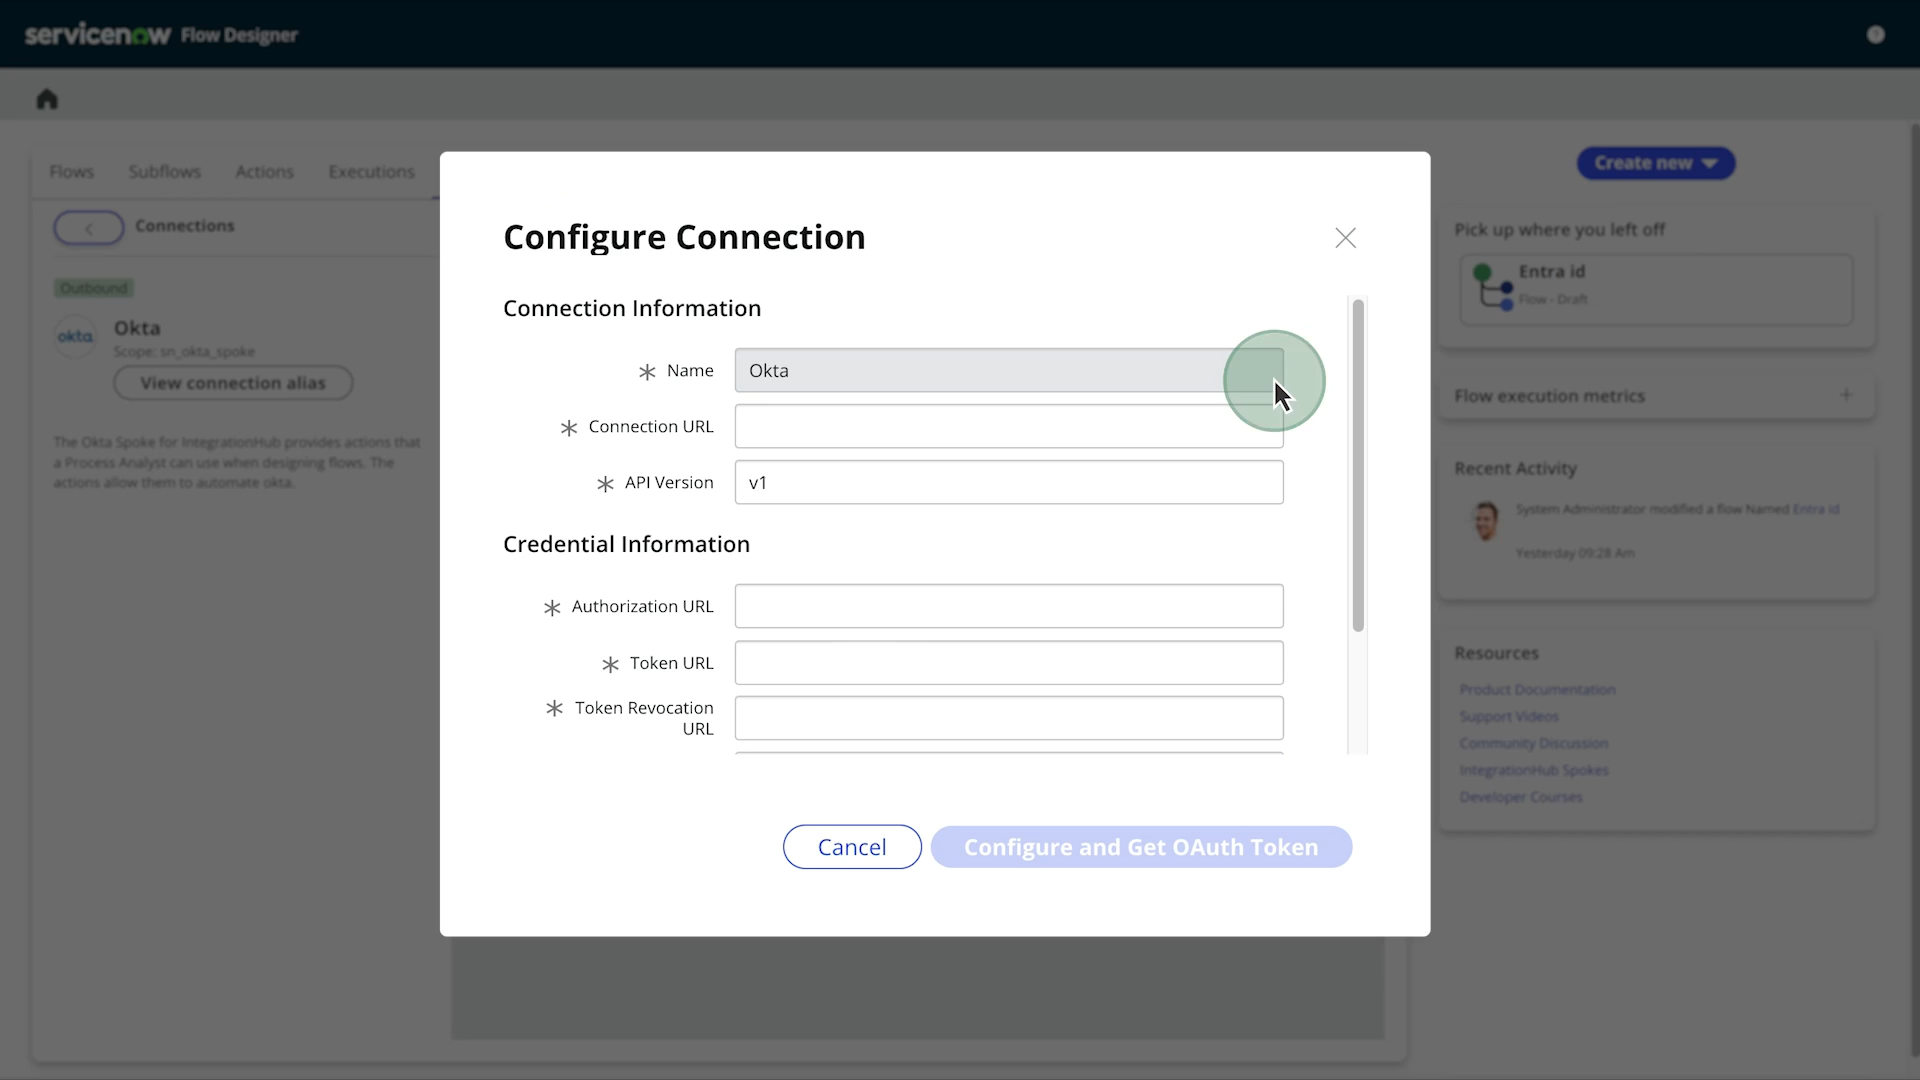 servicenow Flow Designer
Flows Subflows Actions Executions
Connections
Outbound
okta
Okta
Scope: sn_okta_spoke
View connection alias
The Okta Spoke for IntegrationHub provides actions that
a Process Analyst can use when designing flows. The
actions allow them to automate okta.
Configure Connection
Connection Information
* Name Okta
* Connection URL
* API Version v1
Credential Information
* Authorization URL
* Token URL
* Token Revocation
URL
Cancel Configure and Get OAuth Token
Create new
Pick up where you left off
Entra id
Flow - Draft
Flow execution metrics +
Recent Activity
System Administrator modified a flow Named Entra id
Yesterday 09:28 Am
Resources
Product Documentation
Support Videos
Community Discussion
IntegrationHub Spokes
Developer Courses